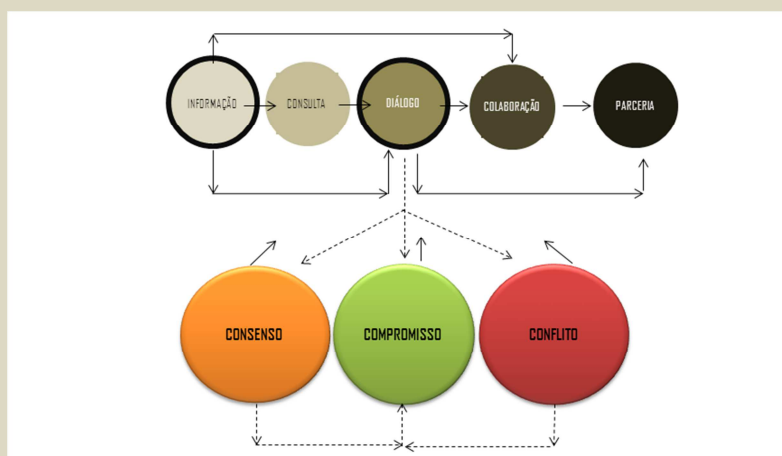 INFORMAÇÃO
CONSULTA
DIÁLOGO
COLABORAÇÃO
PARCERIA
CONSENSO
COMPROMISSO
CONFLITO